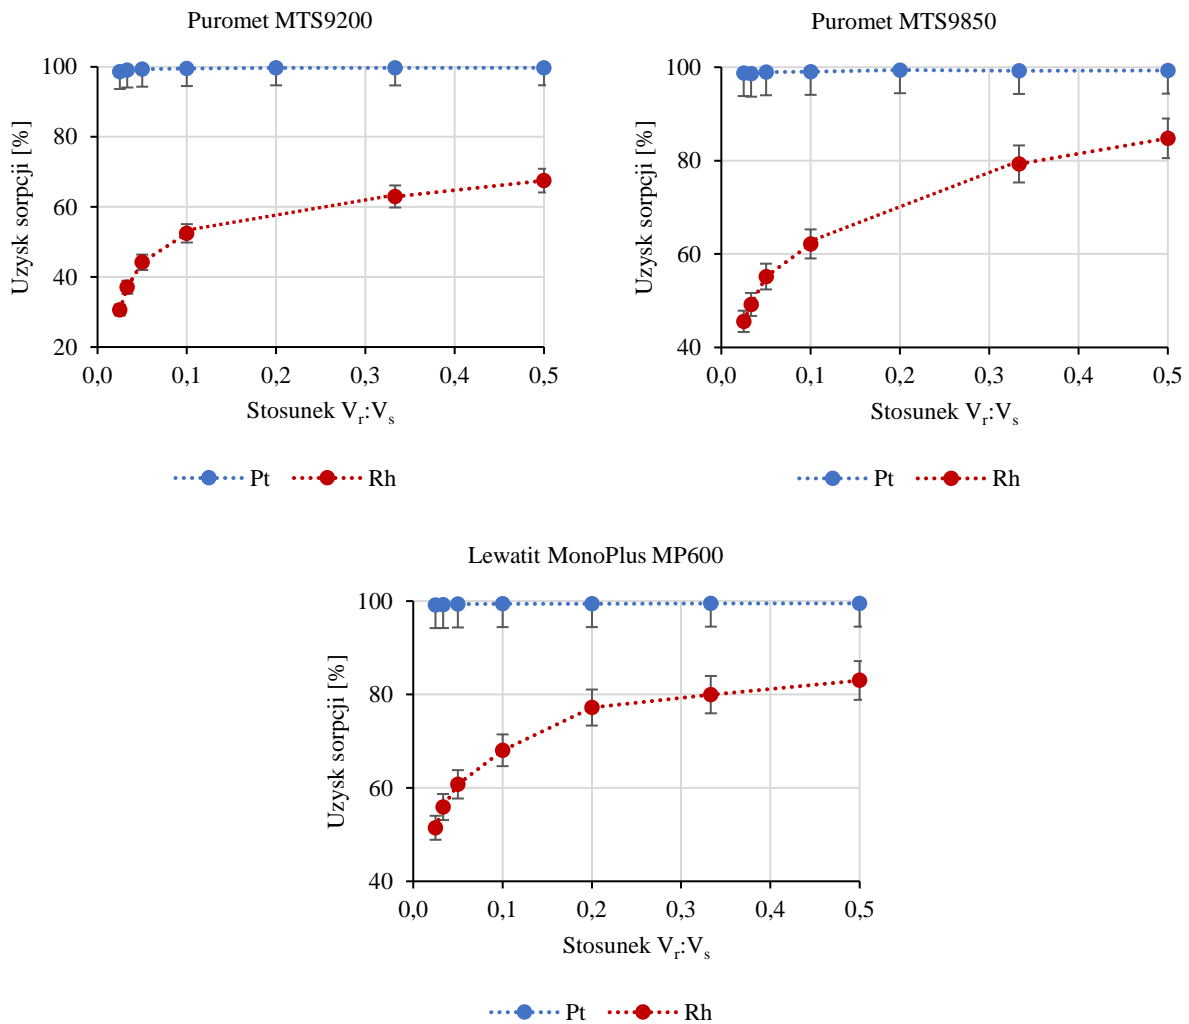 Puromet MTS9200
Uzysk sorpcji [%]
100
80
60
40
20
0,0 0,1 0,2 0,3 0,4 0,5
Stosunek Vr:Vs
Pt Rh
Puromet MTS9850
Uzysk sorpcji [%]
100
80
60
40
0,0 0,1 0,2 0,3 0,4 0,5
Stosunek Vr:Vs
Pt Rh
Lewatit MonoPlus MP600
Uzysk sorpcji [%]
100
80
60
40
0,0 0,1 0,2 0,3 0,4 0,5
Stosunek Vr:Vs
Pt Rh